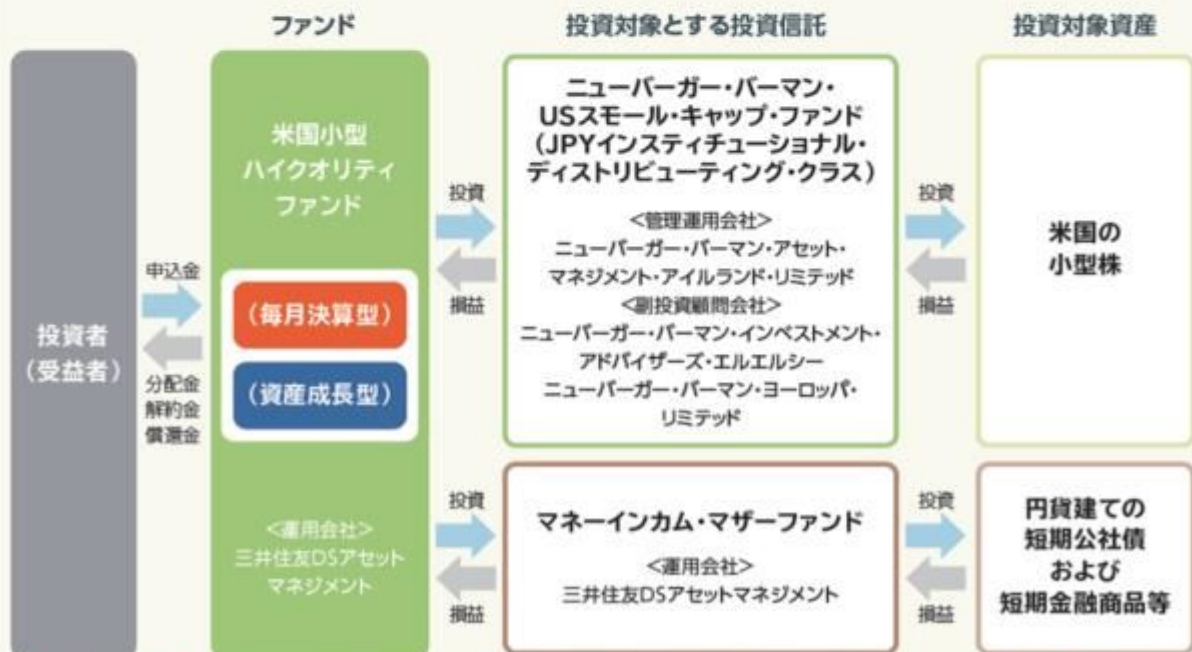 ファンド
投資対象とする投資信託
投資対象資産
投資者
（受益者）
申込金
分配金
解約金
償還金
米国小型
ハイクオリティ
ファンド
（毎月決算型）
（資産成長型）
＜運用会社＞
三井住友DSアセット
マネジメント
投資
損益
ニューバーガー・バーマン・
USスモール・キャップ・ファンド
（JPYインスティチューショナル・
ディストリビューティング・クラス）
＜管理運用会社＞
ニューバーガー・バーマン・アセット・
マネジメント・アイルランド・リミテッド
＜副投資顧問会社＞
ニューバーガー・バーマン・インベストメント・
アドバイザーズ・エルエルシー
ニューバーガー・バーマン・ヨーロッパ・
リミテッド
投資
損益
米国の
小型株
投資
損益
マネーインカム・マザーファンド
＜運用会社＞
三井住友DSアセットマネジメント
投資
損益
円貨建ての
短期公社債
および
短期金融商品等